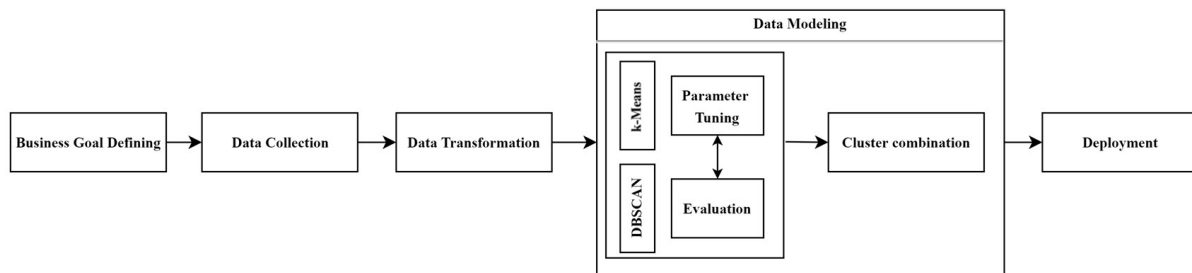 Business Goal Defining
Data Collection
Data Transformation
Data Modeling
k-Means
DBSCAN
Parameter
Tuning
Evaluation
Cluster combination
Deployment